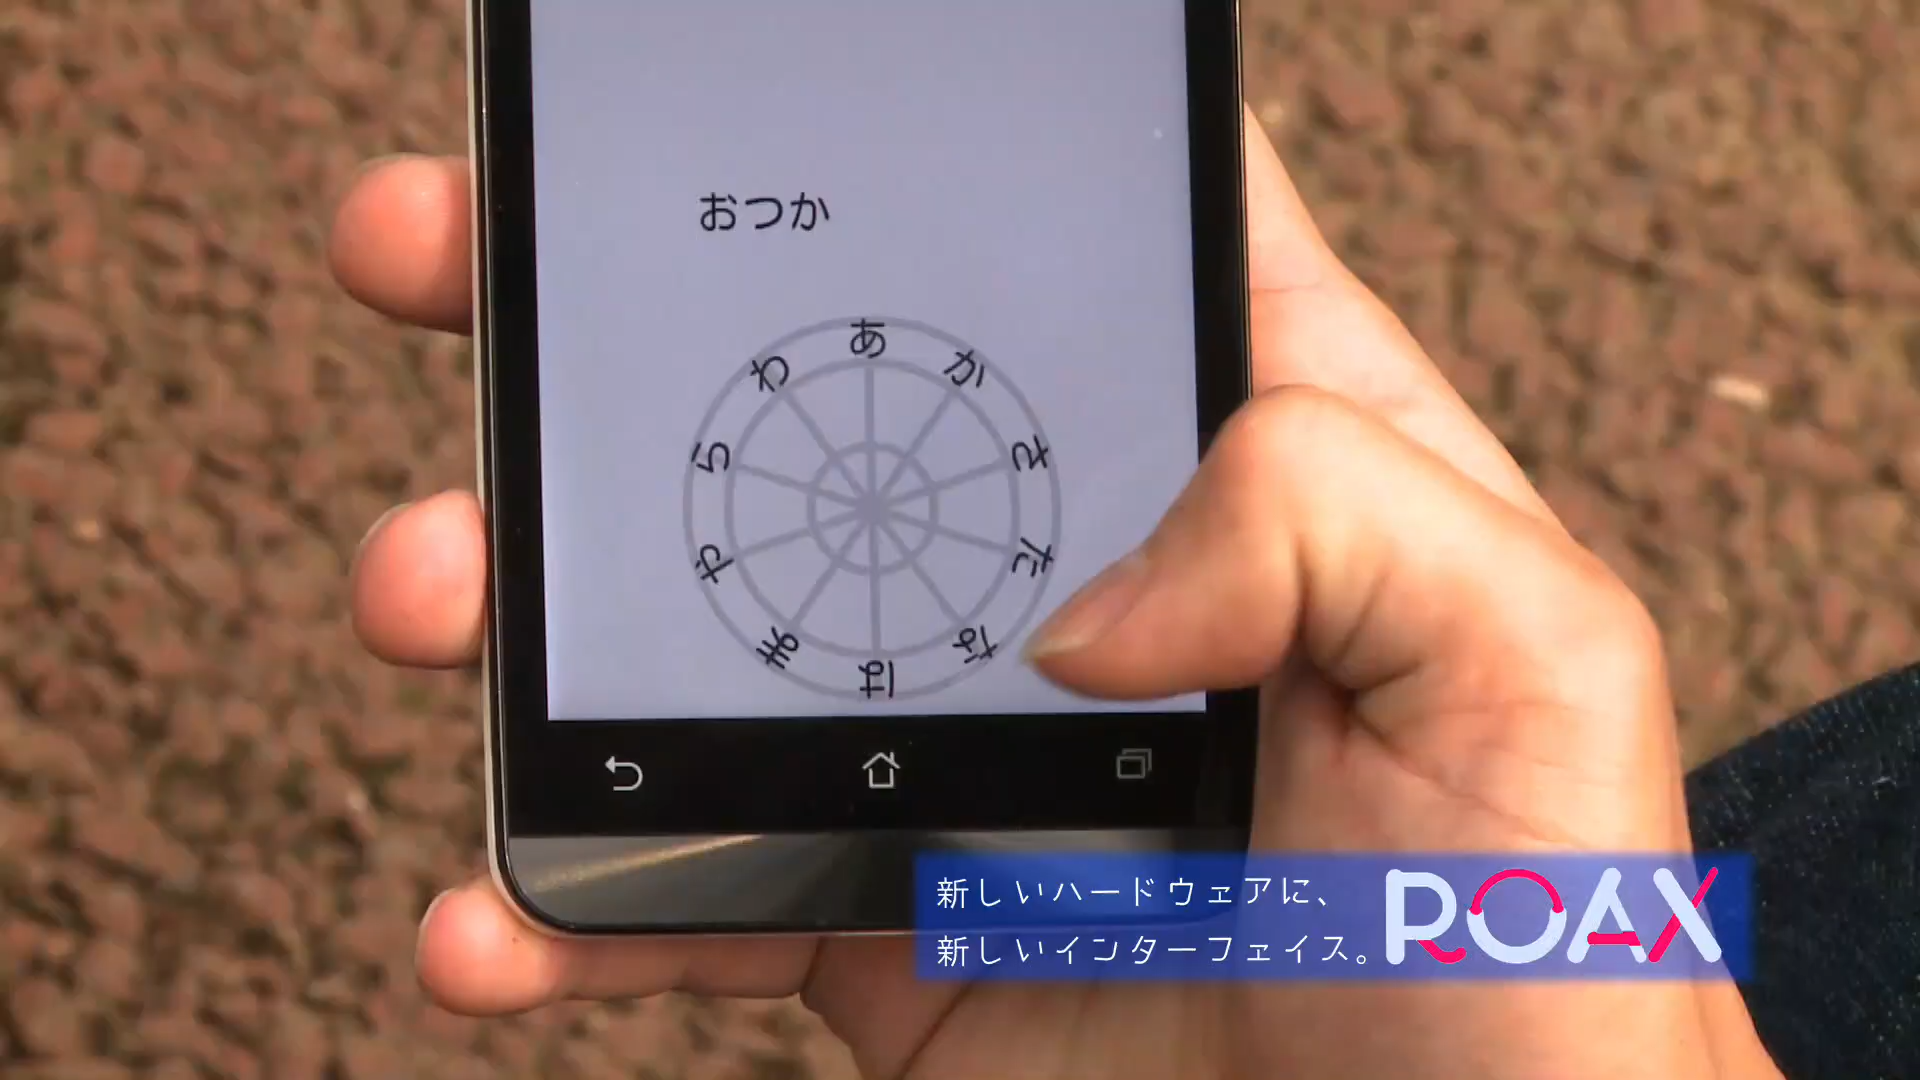 おつか
あ
か
さ
た
な
は
ま
や
ら
わ
新しいハードウェアに、
新しいインターフェイス。
ROAX